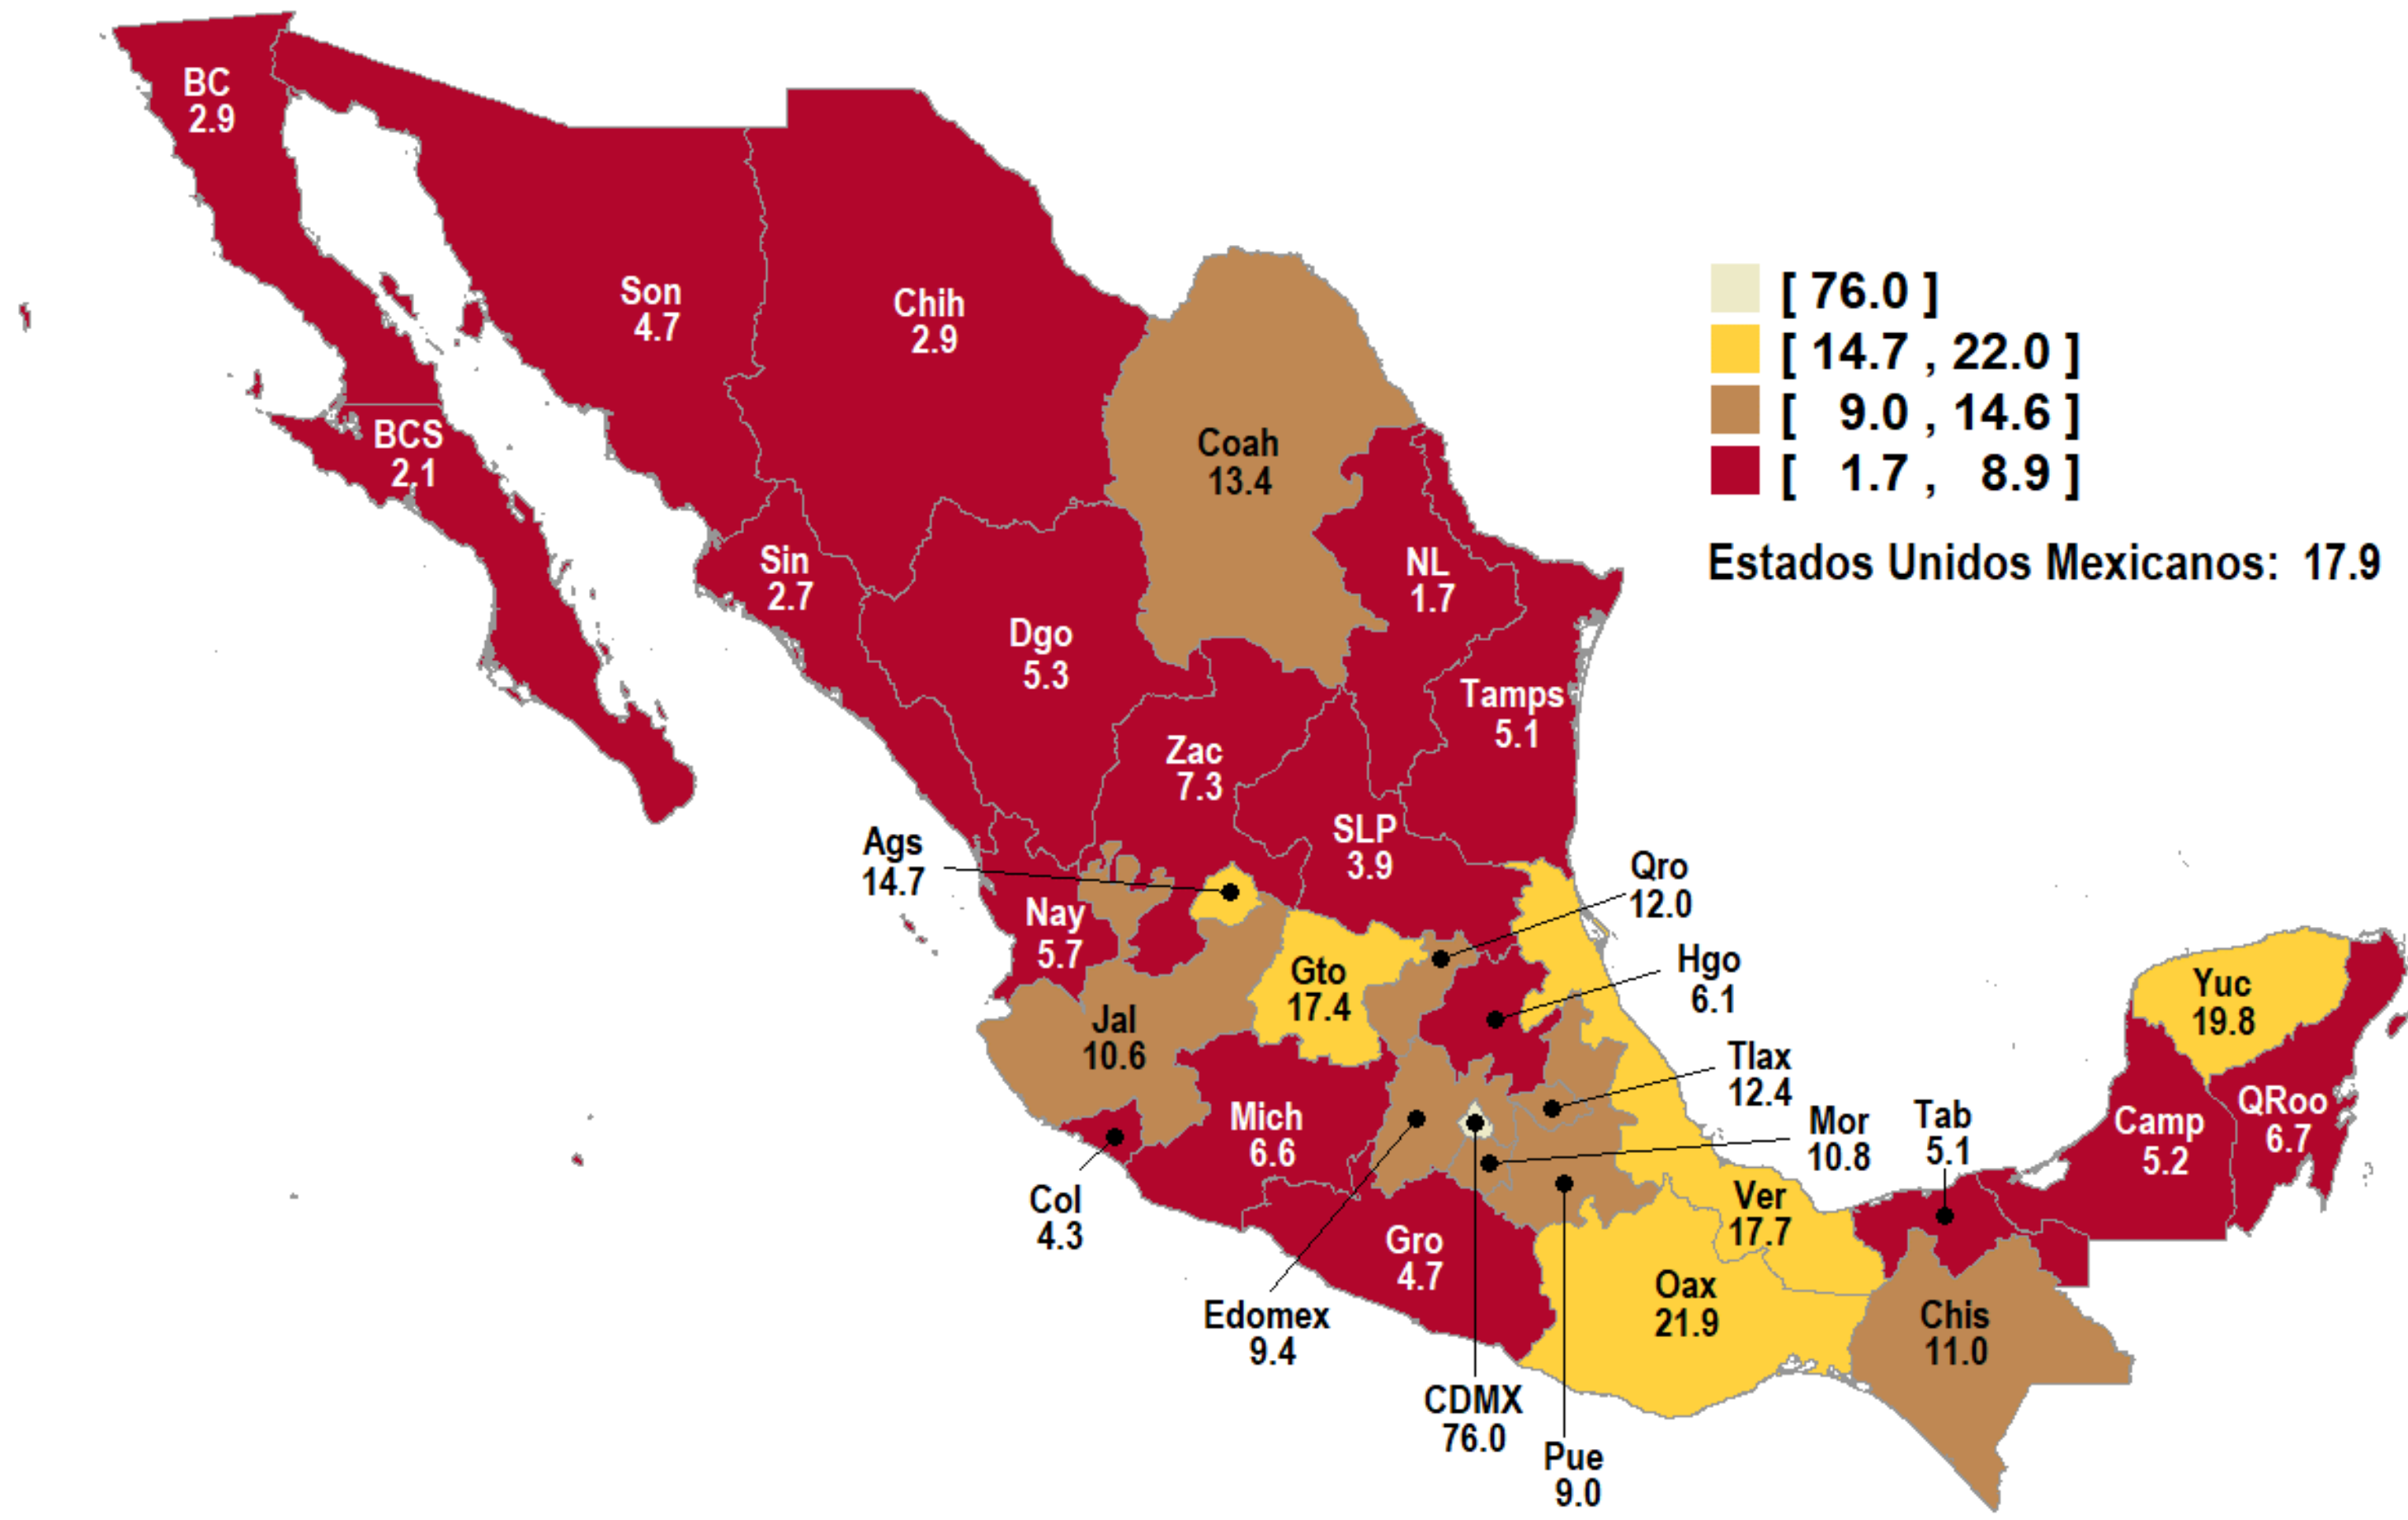 BC
2.9
Son
4.7
Chih
2.9
BCS
2.1
Coah
13.4
[ 76.0 ]
[ 14.7 , 22.0 ]
[ 9.0 , 14.6 ]
[ 1.7 , 8.9 ]
Estados Unidos Mexicanos: 17.9
Sin
2.7
NL
1.7
Dgo
5.3
Tamps
5.1
Zac
7.3
SLP
3.9
Ags
14.7
Qro
12.0
Nay
5.7
Gto
17.4
Hgo
6.1
Yuc
19.8
Jal
10.6
Tlax
12.4
Mich
6.6
Mor
10.8
Tab
5.1
Camp
5.2
QRoo
6.7
Col
4.3
Ver
17.7
Gro
4.7
Oax
21.9
Edomex
9.4
Chis
11.0
CDMX
76.0
Pue
9.0